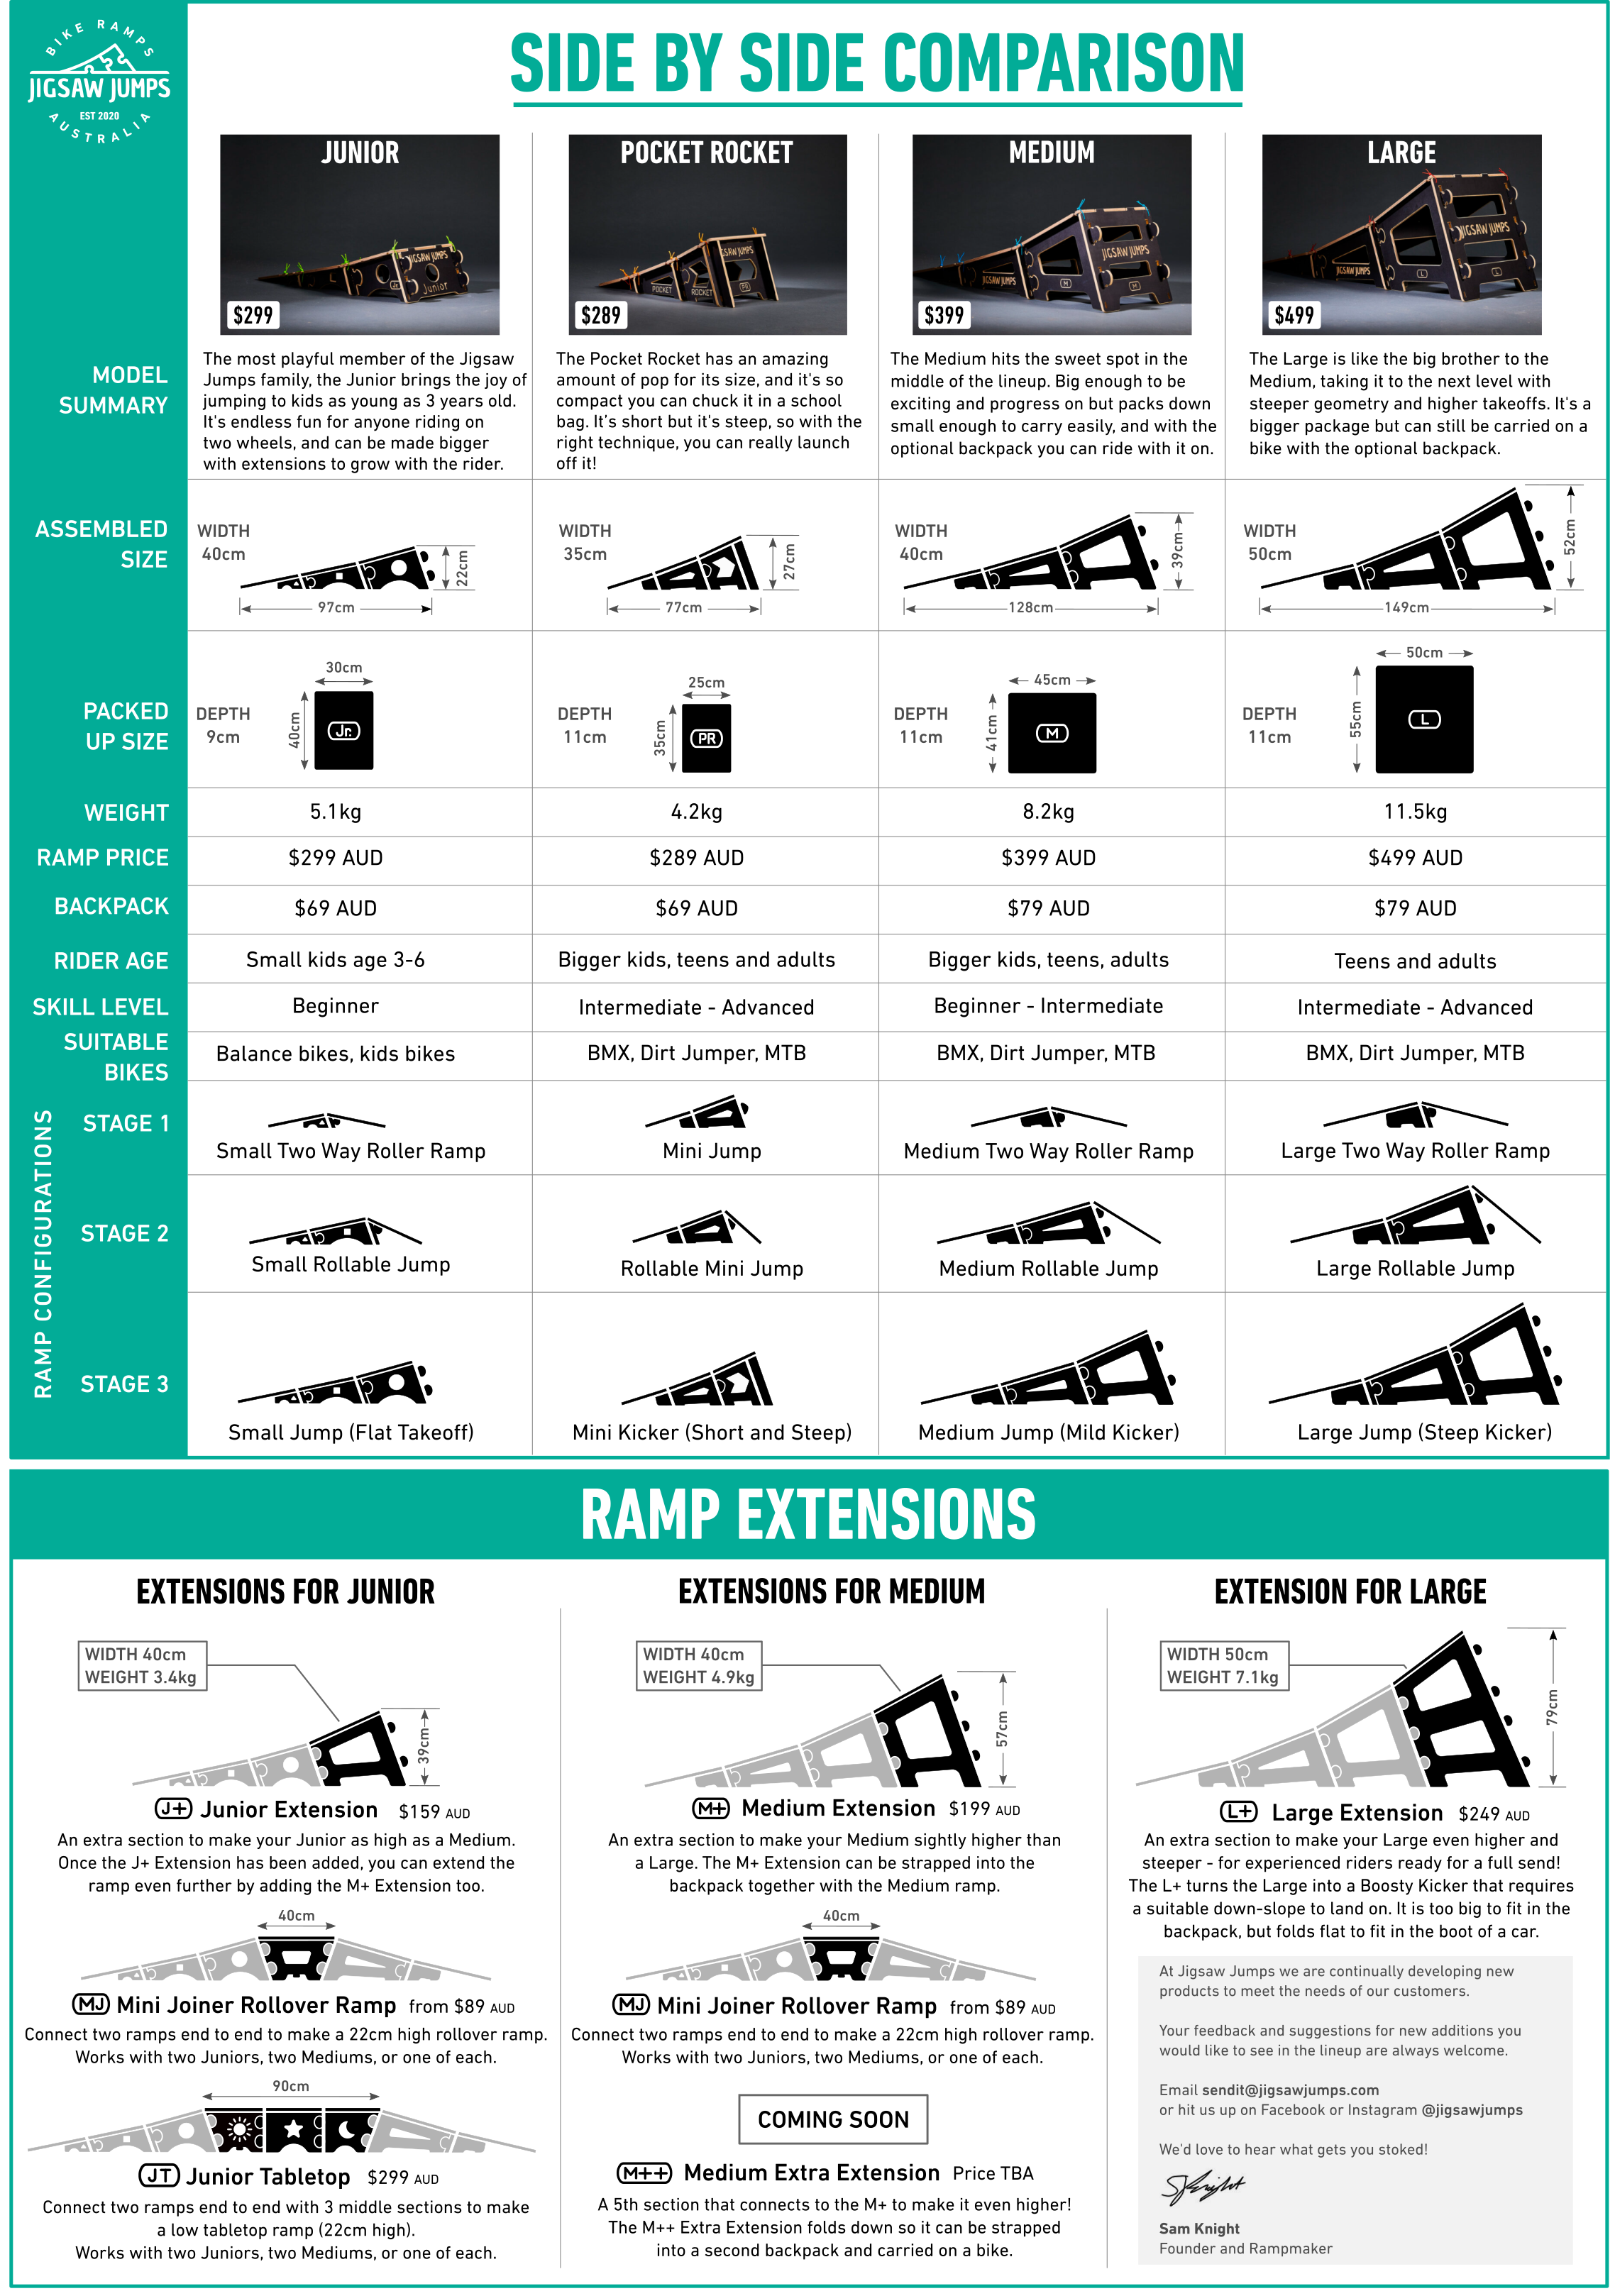 BIKE RAMPS
JIGSAW JUMPS
EST 2020
AUSTRALIA
SIDE BY SIDE COMPARISON
JUNIOR
JIGSAW JUMPS
Jr.
Junior
$299
POCKET ROCKET
JIGSAW JUMPS
POCKET
ROCKET
PR
$289
MEDIUM
JIGSAW JUMPS
JIGSAW JUMPS
M
M
$399
LARGE
JIGSAW JUMPS
JIGSAW JUMPS
L
L
$499
MODEL
SUMMARY
The most playful member of the Jigsaw
Jumps family, the Junior brings the joy of
jumping to kids as young as 3 years old.
It's endless fun for anyone riding on
two wheels, and can be made bigger
with extensions to grow with the rider.
The Pocket Rocket has an amazing
amount of pop for its size, and it's so
compact you can chuck it in a school
bag. It's short but it's steep, so with the
right technique, you can really launch
off it!
The Medium hits the sweet spot in the
middle of the lineup. Big enough to be
exciting and progress on but packs down
small enough to carry easily, and with the
optional backpack you can ride with it on.
The Large is like the big brother to the
Medium, taking it to the next level with
steeper geometry and higher takeoffs. It's a
bigger package but can still be carried on a
bike with the optional backpack.
ASSEMBLED
SIZE
WIDTH
40cm
22cm
97cm
WIDTH
35cm
27cm
77cm
WIDTH
40cm
39cm
128cm
WIDTH
50cm
52cm
149cm
PACKED
UP SIZE
DEPTH
9cm
30cm
40cm
Jr.
DEPTH
11cm
25cm
35cm
PR
DEPTH
11cm
45cm
41cm
M
DEPTH
11cm
50cm
55cm
L
WEIGHT
5.1kg
4.2kg
8.2kg
11.5kg
RAMP PRICE
$299 AUD
$289 AUD
$399 AUD
$499 AUD
BACKPACK
$69 AUD
$69 AUD
$79 AUD
$79 AUD
RIDER AGE
Small kids age 3-6
Bigger kids, teens and adults
Bigger kids, teens, adults
Teens and adults
SKILL LEVEL
Beginner
Intermediate - Advanced
Beginner - Intermediate
Intermediate - Advanced
SUITABLE
BIKES
Balance bikes, kids bikes
BMX, Dirt Jumper, MTB
BMX, Dirt Jumper, MTB
BMX, Dirt Jumper, MTB
RAMP CONFIGURATIONS
STAGE 1
Small Two Way Roller Ramp
Mini Jump
Medium Two Way Roller Ramp
Large Two Way Roller Ramp
STAGE 2
Small Rollable Jump
Rollable Mini Jump
Medium Rollable Jump
Large Rollable Jump
STAGE 3
Small Jump (Flat Takeoff)
Mini Kicker (Short and Steep)
Medium Jump (Mild Kicker)
Large Jump (Steep Kicker)
RAMP EXTENSIONS
EXTENSIONS FOR JUNIOR
WIDTH 40cm
WEIGHT 3.4kg
39cm
J+ Junior Extension $159 AUD
An extra section to make your Junior as high as a Medium.
Once the J+ Extension has been added, you can extend the
ramp even further by adding the M+ Extension too.
40cm
MJ Mini Joiner Rollover Ramp from $89 AUD
Connect two ramps end to end to make a 22cm high rollover ramp.
Works with two Juniors, two Mediums, or one of each.
90cm
JT Junior Tabletop $299 AUD
Connect two ramps end to end with 3 middle sections to make
a low tabletop ramp (22cm high).
Works with two Juniors, two Mediums, or one of each.
EXTENSIONS FOR MEDIUM
WIDTH 40cm
WEIGHT 4.9kg
57cm
M+ Medium Extension $199 AUD
An extra section to make your Medium sightly higher than
a Large. The M+ Extension can be strapped into the
backpack together with the Medium ramp.
40cm
MJ Mini Joiner Rollover Ramp from $89 AUD
Connect two ramps end to end to make a 22cm high rollover ramp.
Works with two Juniors, two Mediums, or one of each.
COMING SOON
M++ Medium Extra Extension Price TBA
A 5th section that connects to the M+ to make it even higher!
The M++ Extra Extension folds down so it can be strapped
into a second backpack and carried on a bike.
EXTENSION FOR LARGE
WIDTH 50cm
WEIGHT 7.1kg
79cm
L+ Large Extension $249 AUD
An extra section to make your Large even higher and
steeper - for experienced riders ready for a full send!
The L+ turns the Large into a Boosty Kicker that requires
a suitable down-slope to land on. It is too big to fit in the
backpack, but folds flat to fit in the boot of a car.
At Jigsaw Jumps we are continually developing new
products to meet the needs of our customers.
Your feedback and suggestions for new additions you
would like to see in the lineup are always welcome.
Email sendit@jigsawjumps.com
or hit us up on Facebook or Instagram @jigsawjumps
We'd love to hear what gets you stoked!
SKnight
Sam Knight
Founder and Rampmaker